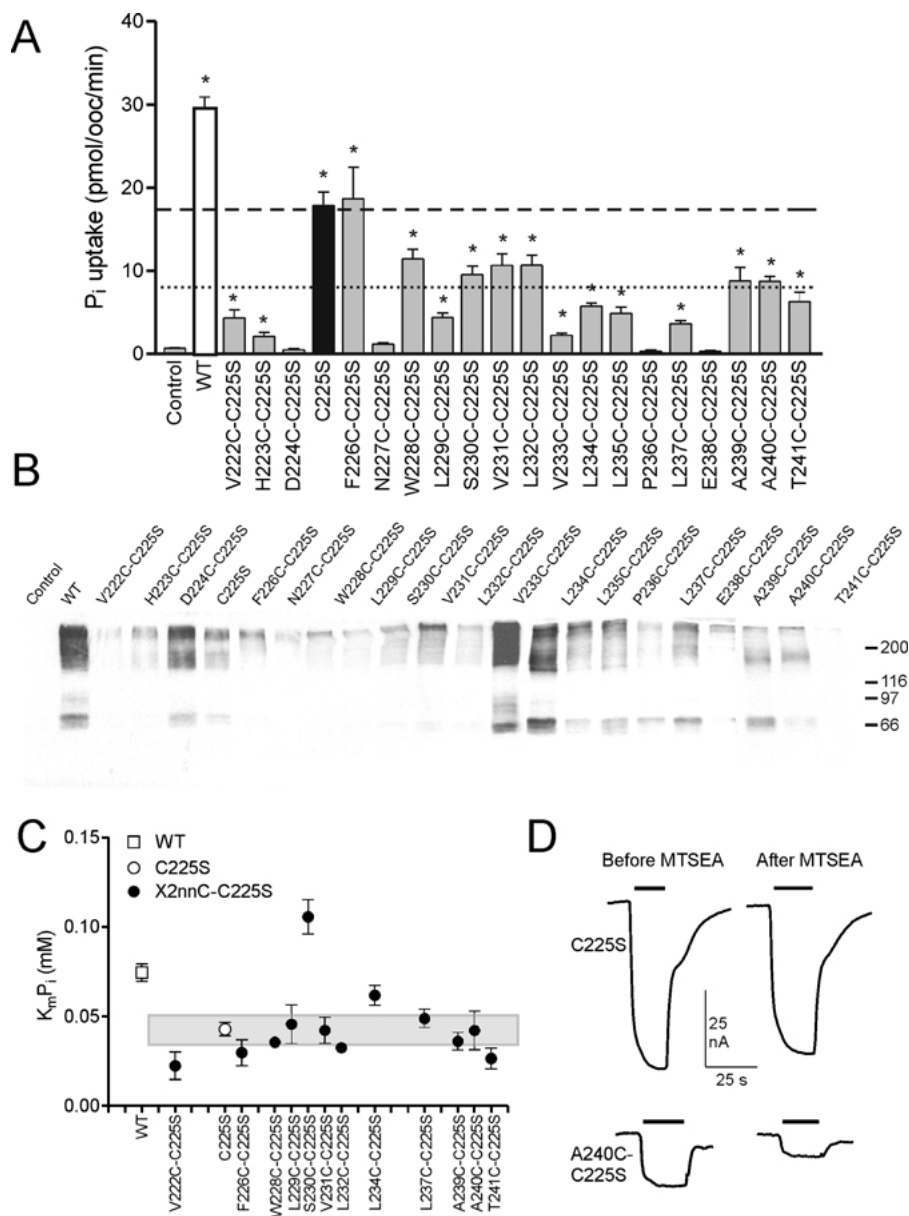 A
Pi uptake (pmol/ooc/min)
40
30
20
10
0
* * * * * * * * * * * * * * * *
Control
WT
V222C-C225S
H223C-C225S
D224C-C225S
C225S
F226C-C225S
N227C-C225S
W228C-C225S
L229C-C225S
S230C-C225S
V231C-C225S
L232C-C225S
V233C-C225S
L234C-C225S
L235C-C225S
P236C-C225S
L237C-C225S
E238C-C225S
A239C-C225S
A240C-C225S
T241C-C225S
B
Control
WT
V222C-C225S
H223C-C225S
D224C-C225S
C225S
F226C-C225S
N227C-C225S
W228C-C225S
L229C-C225S
S230C-C225S
V231C-C225S
L232C-C225S
V233C-C225S
L234C-C225S
L235C-C225S
P236C-C225S
L237C-C225S
E238C-C225S
A239C-C225S
A240C-C225S
T241C-C225S
200
116
97
66
C
KmPi (mM)
0.15
0.10
0.05
0.00
WT
C225S
X2nnC-C225S
WT
V222C-C225S
C225S
F226C-C225S
W228C-C225S
L229C-C225S
S230C-C225S
V231C-C225S
L232C-C225S
L234C-C225S
L237C-C225S
A239C-C225S
A240C-C225S
T241C-C225S
D
Before MTSEA
After MTSEA
C225S
25
nA
25 s
A240C-
C225S